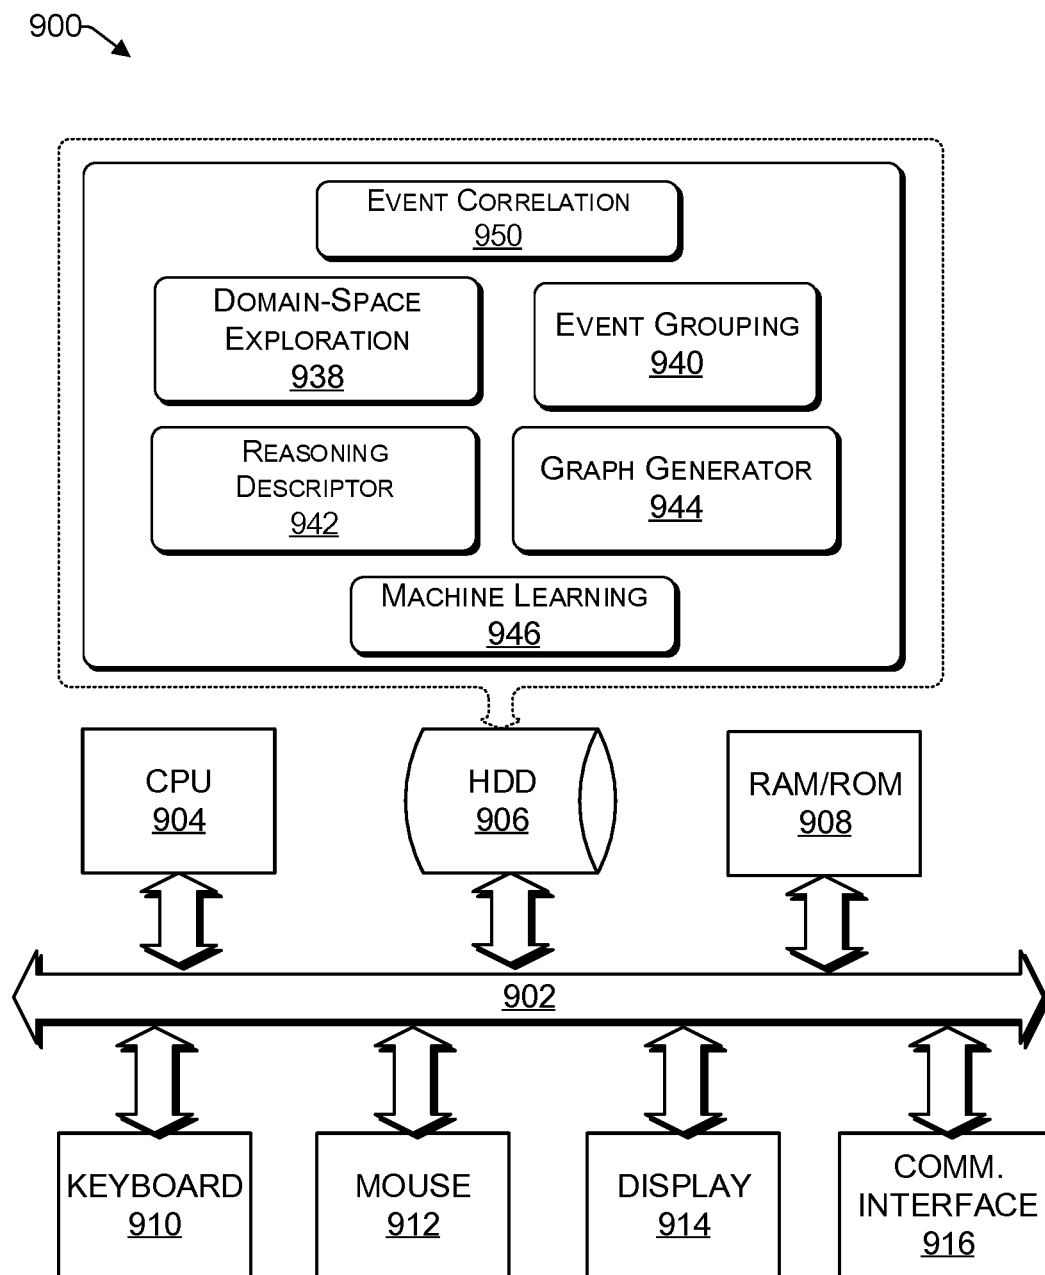 900
EVENT CORRELATION
950
DOMAIN-SPACE
EXPLORATION
938
EVENT GROUPING
940
REASONING
DESCRIPTOR
942
GRAPH GENERATOR
944
MACHINE LEARNING
946
CPU
904
HDD
906
RAM/ROM
908
902
KEYBOARD
910
MOUSE
912
DISPLAY
914
COMM.
INTERFACE
916